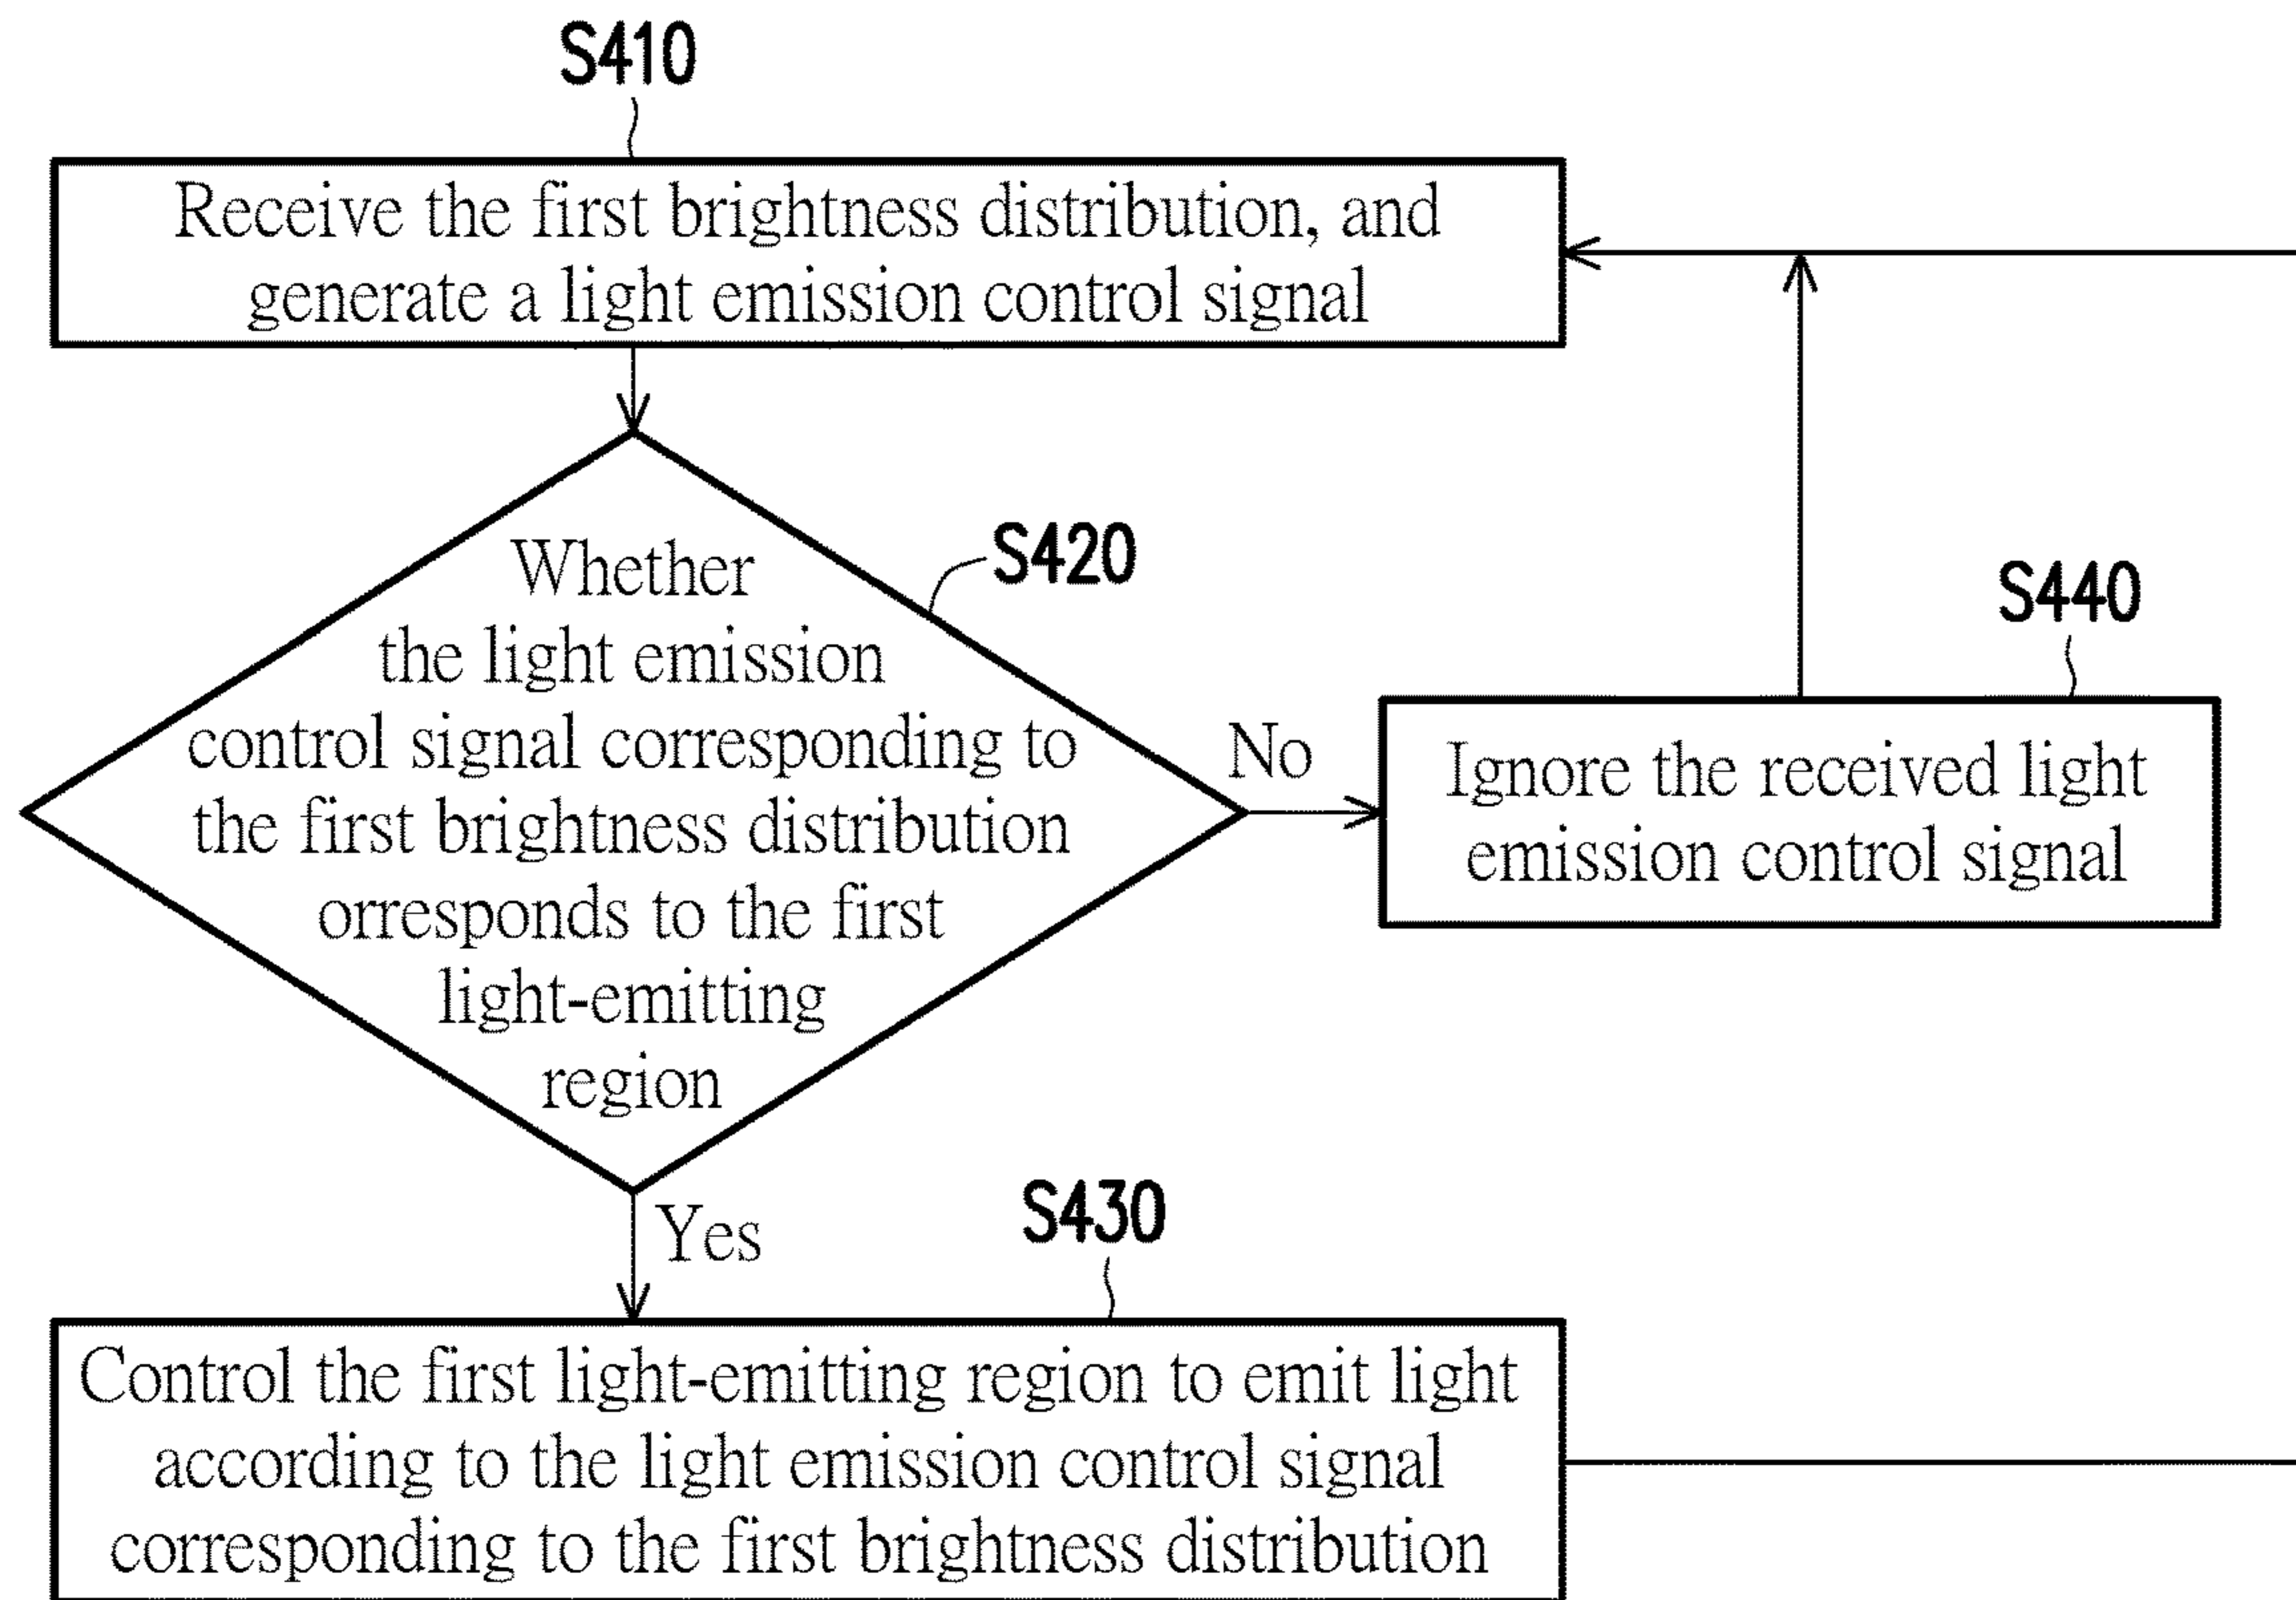 S410
Receive the first brightness distribution, and
generate a light emission control signal
S420
Whether
the light emission
control signal corresponding to
the first brightness distribution
orresponds to the first
light-emitting
region
No
S440
Ignore the received light
emission control signal
Yes
S430
Control the first light-emitting region to emit light
according to the light emission control signal
corresponding to the first brightness distribution